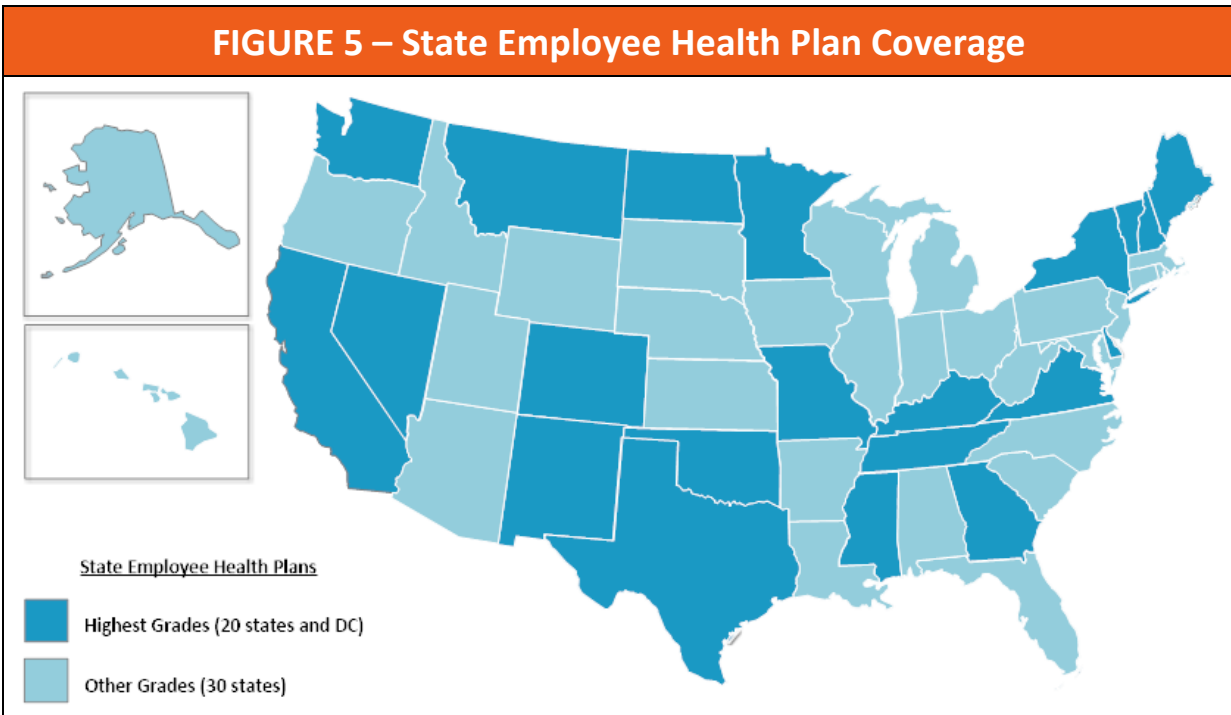 FIGURE 5 – State Employee Health Plan Coverage
State Employee Health Plans
Highest Grades (20 states and DC)
Other Grades (30 states)